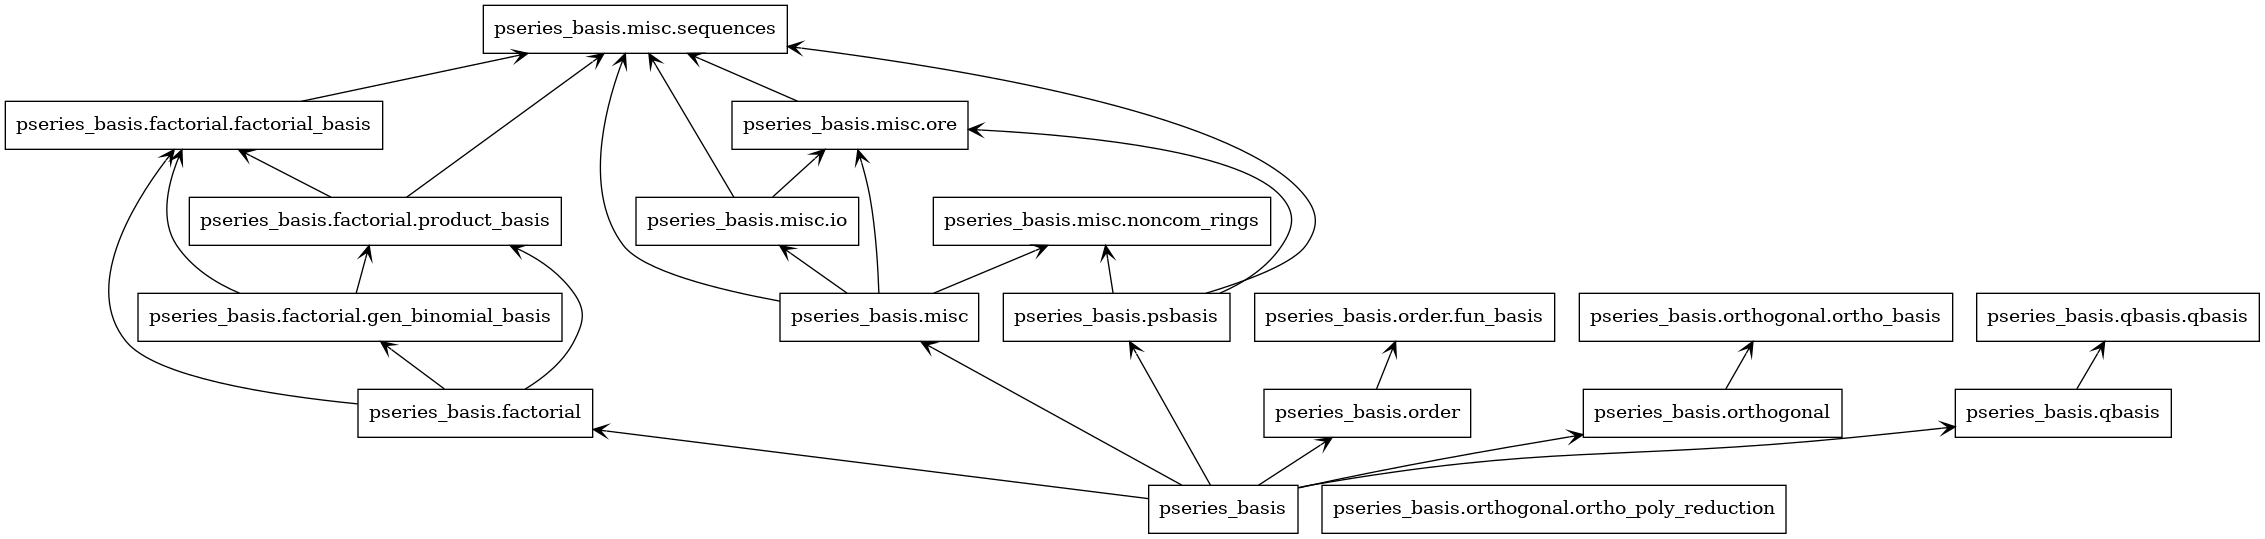 pseries_basis.misc.sequences
pseries_basis.factorial.factorial_basis
pseries_basis.misc.ore
pseries_basis.factorial.product_basis
pseries_basis.misc.io
pseries_basis.misc.noncom_rings
pseries_basis.factorial.gen_binomial_basis
pseries_basis.misc
pseries_basis.psbasis
pseries_basis.order.fun_basis
pseries_basis.orthogonal.ortho_basis
pseries_basis.qbasis.qbasis
pseries_basis.factorial
pseries_basis.order
pseries_basis.orthogonal
pseries_basis.qbasis
pseries_basis
pseries_basis.orthogonal.ortho_poly_reduction